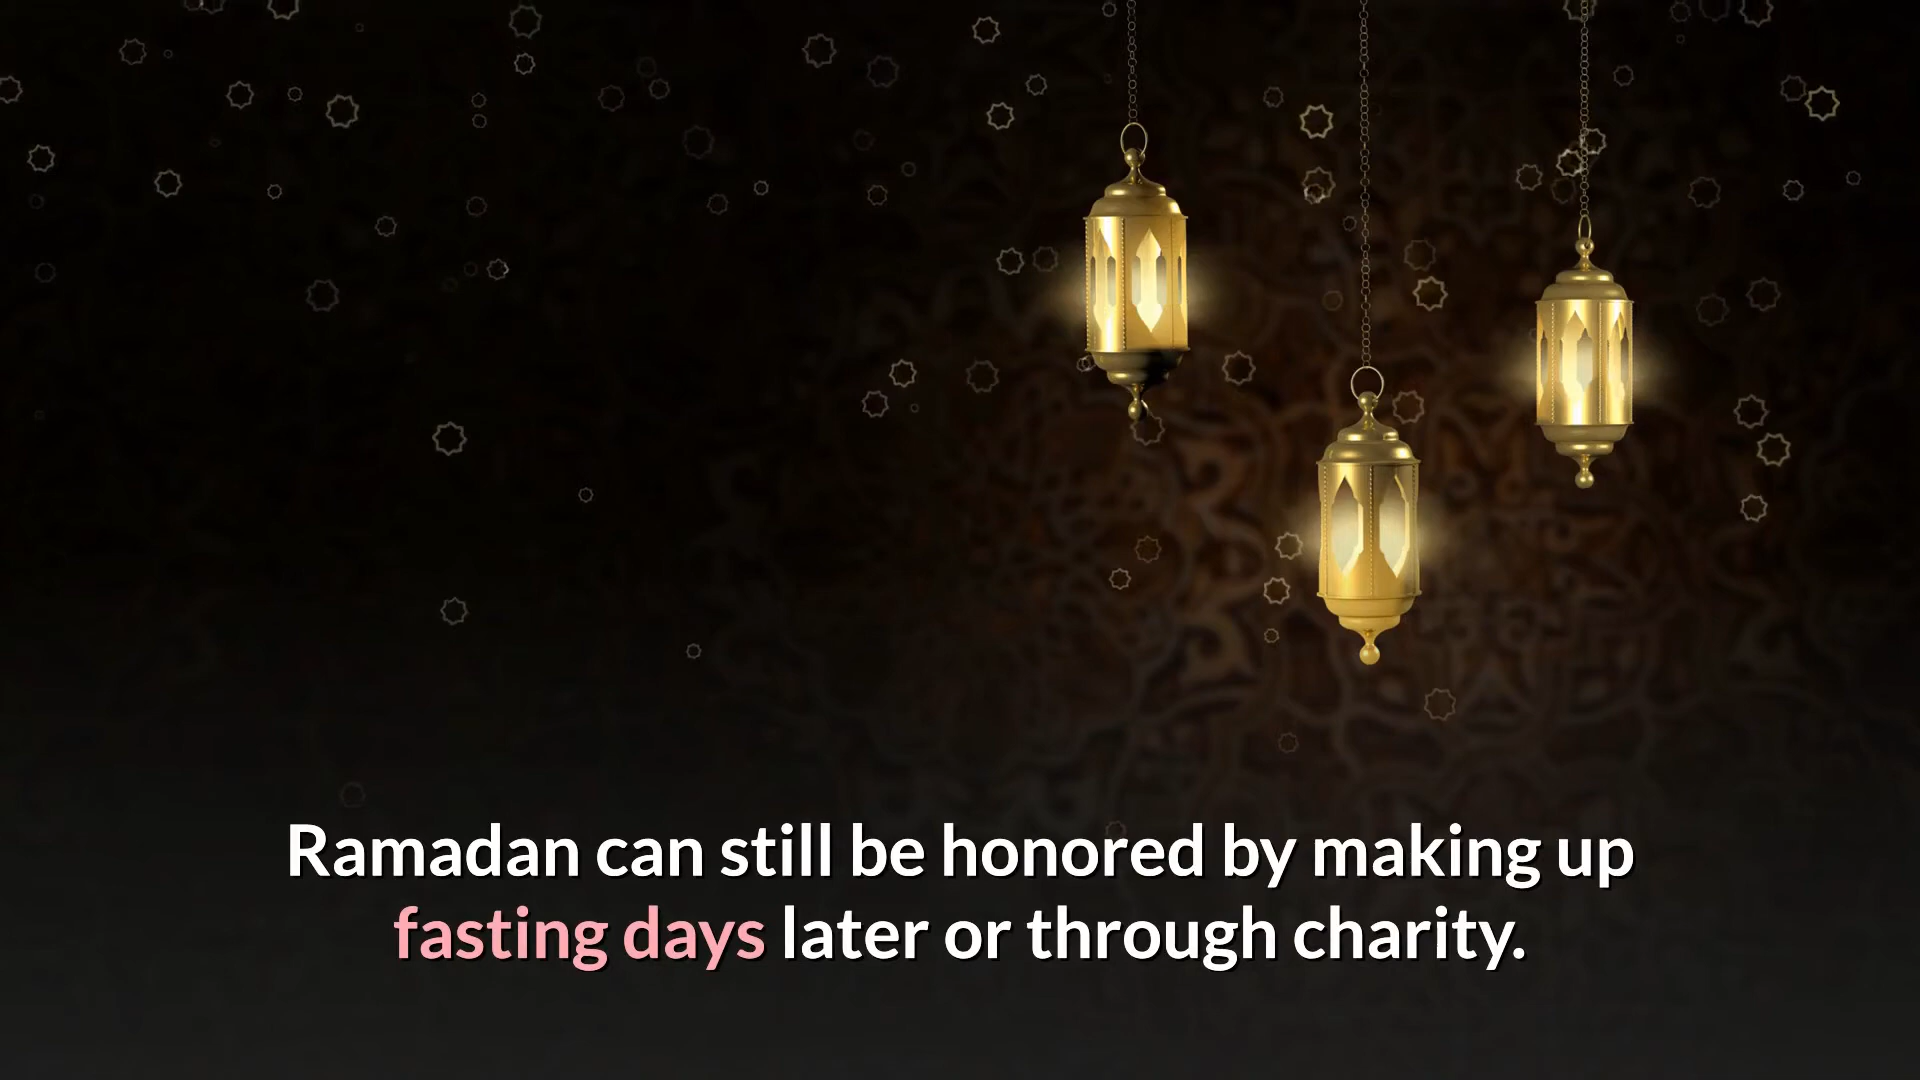 Ramadan can still be honored by making up
fasting days later or through charity.